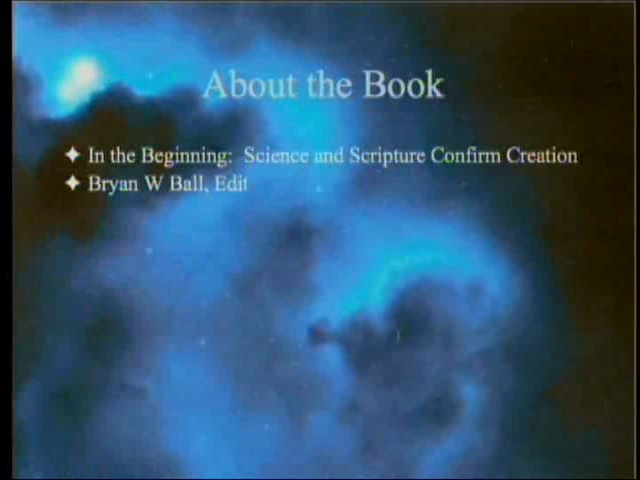 About the Book
In the Beginning: Science and Scripture Confirm Creation
Bryan W Ball, Edit